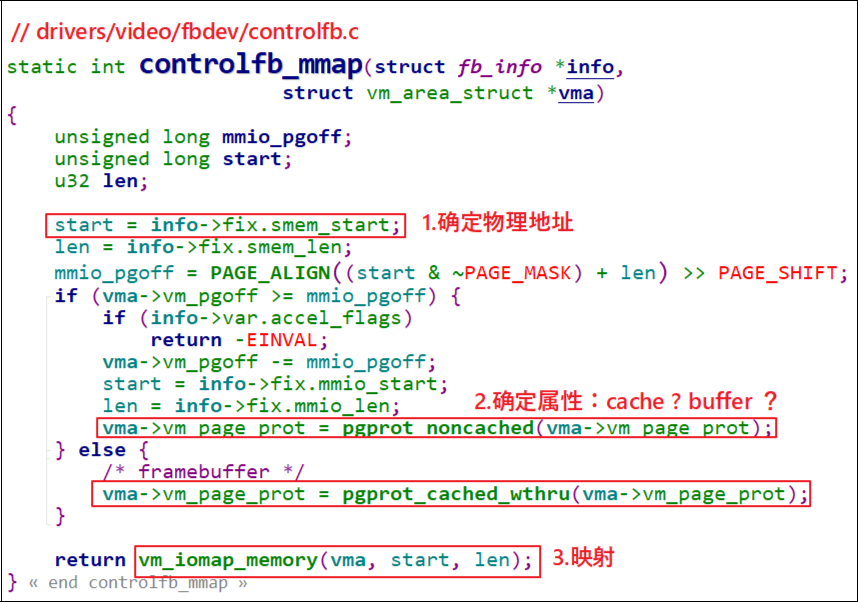 // drivers/video/fbdev/controlfb.c
static int controlfb_mmap(struct fb_info *info,
struct vm_area_struct *vma)
{
unsigned long mmio_pgoff;
unsigned long start;
u32 len;
start = info->fix.smem_start; 1.确定物理地址
len = info->fix.smem_len;
mmio_pgoff = PAGE_ALIGN((start & ~PAGE_MASK) + len) >> PAGE_SHIFT;
if (vma->vm_pgoff >= mmio_pgoff) {
if (info->var.accel_flags)
return -EINVAL;
vma->vm_pgoff -= mmio_pgoff;
start = info->fix.mmio_start;
len = info->fix.mmio_len; 2.确定属性：cache ? buffer ？
vma->vm_page_prot = pgprot_noncached(vma->vm_page_prot);
} else {
/* framebuffer */
vma->vm_page_prot = pgprot_cached_wthru(vma->vm_page_prot);
}
return vm_iomap_memory(vma, start, len); 3.映射
} « end controlfb_mmap »